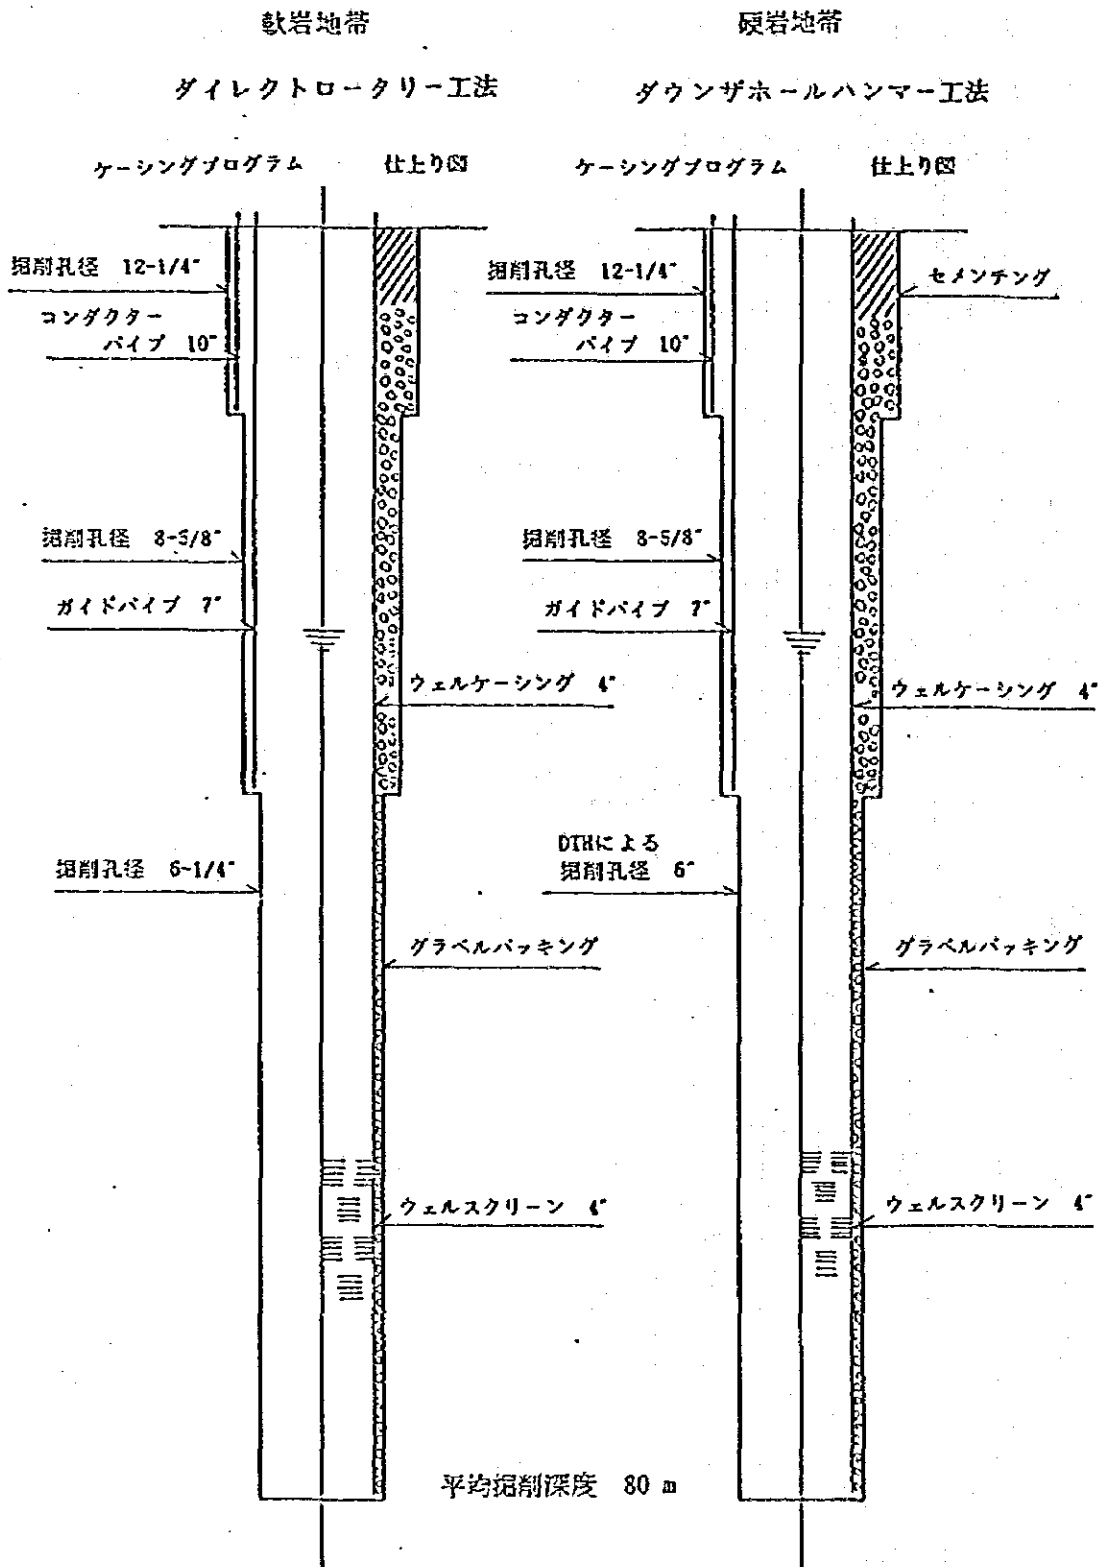 軟岩地帯
ダイレクトロータリー工法
ケーシングプログラム
仕上り図
掘削孔径 12-1/4"
コンダクター
パイプ 10"
掘削孔径 8-5/8"
ガイドパイプ 7"
ウェルケーシング 4"
掘削孔径 6-1/4"
グラベルパッキング
ウェルスクリーン 4"
硬岩地帯
ダウンザホールハンマー工法
ケーシングプログラム
仕上り図
掘削孔径 12-1/4"
セメンチング
コンダクター
パイプ 10"
掘削孔径 8-5/8"
ガイドパイプ 7"
ウェルケーシング 4"
DTHによる
掘削孔径 6"
グラベルパッキング
ウェルスクリーン 4"
平均掘削深度 80 m